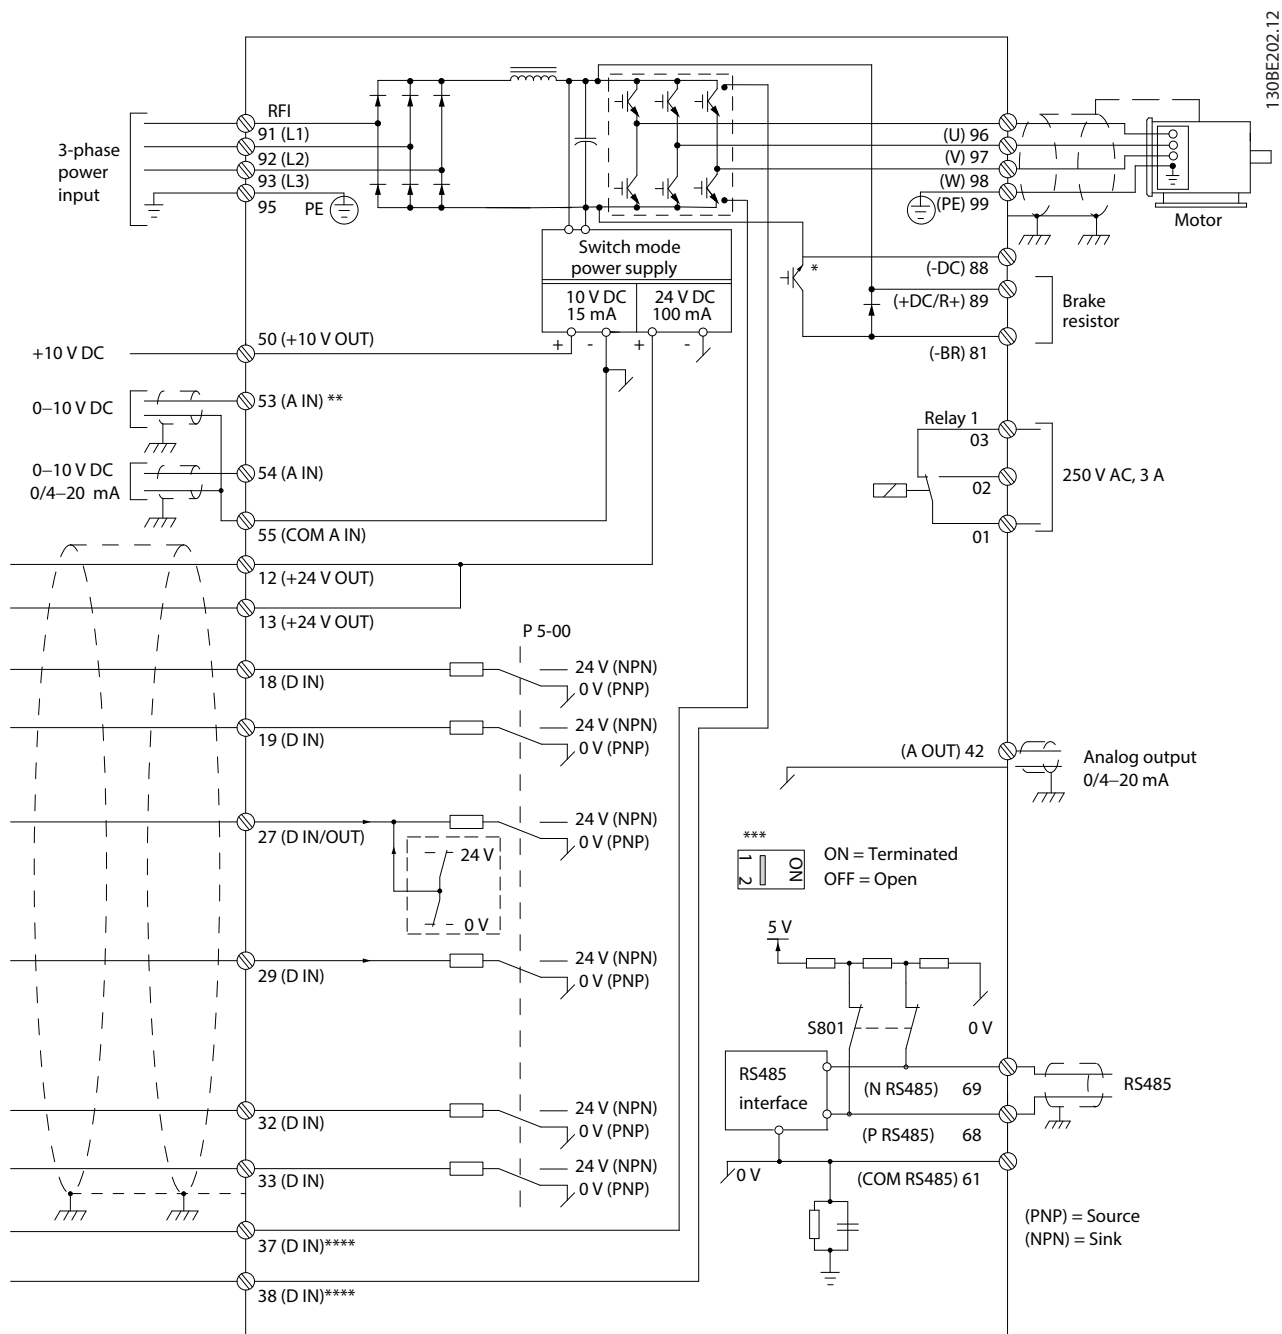 130BE202.12
3-phase
power
input
RFI
91 (L1)
92 (L2)
93 (L3)
95
PE
(U) 96
(V) 97
(W) 98
(PE) 99
Motor
Switch mode
power supply
10 V DC
15 mA
24 V DC
100 mA
+ - + -
*
(-DC) 88
(+DC/R+) 89
(-BR) 81
Brake
resistor
+10 V DC
50 (+10 V OUT)
0–10 V DC
53 (A IN) **
0–10 V DC
0/4–20 mA
54 (A IN)
55 (COM A IN)
Relay 1
03
02
01
250 V AC, 3 A
12 (+24 V OUT)
13 (+24 V OUT)
P 5-00
18 (D IN)
24 V (NPN)
0 V (PNP)
19 (D IN)
24 V (NPN)
0 V (PNP)
27 (D IN/OUT)
24 V (NPN)
0 V (PNP)
24 V
0 V
29 (D IN)
24 V (NPN)
0 V (PNP)
32 (D IN)
24 V (NPN)
0 V (PNP)
33 (D IN)
24 V (NPN)
0 V (PNP)
37 (D IN)****
38 (D IN)****
(A OUT) 42
Analog output
0/4–20 mA
***
1 2
ON
ON = Terminated
OFF = Open
5 V
S801
0 V
RS485
interface
(N RS485) 69
(P RS485) 68
RS485
0 V
(COM RS485) 61
(PNP) = Source
(NPN) = Sink